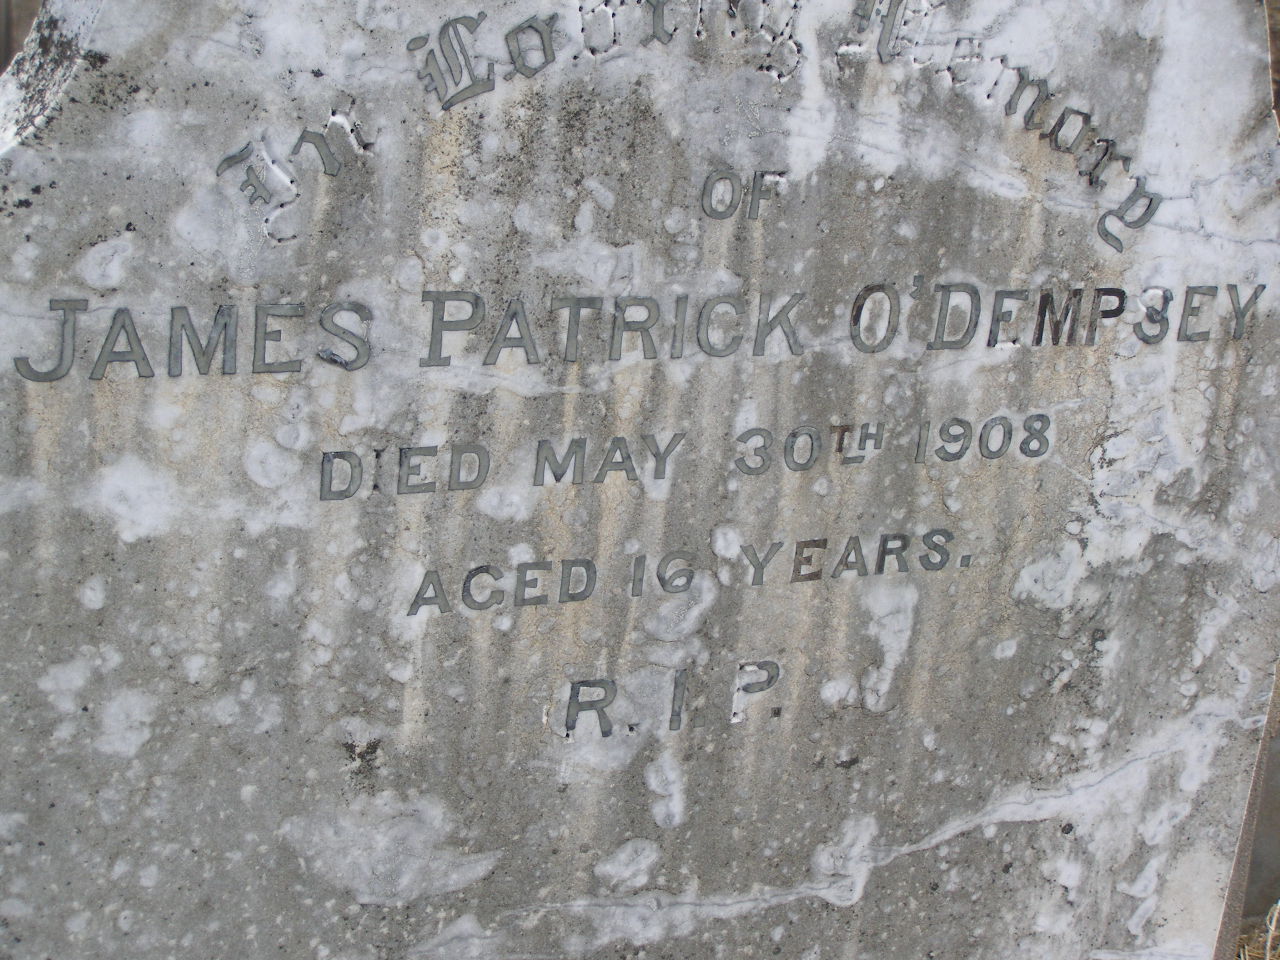 In Loving Memory
OF
JAMES PATRICK O'DEMPSEY
DIED MAY 30TH 1908
AGED 16 YEARS.
R. I. P.